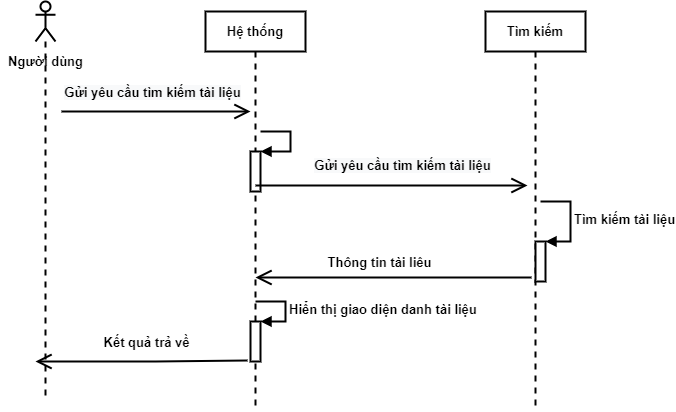 Hệ thống
Tìm kiếm
Người dùng
Gửi yêu cầu tìm kiếm tài liệu
Gửi yêu cầu tìm kiếm tài liệu
Tìm kiếm tài liệu
Thông tin tài liêu
Hiển thị giao diện danh tài liệu
Kết quả trả về